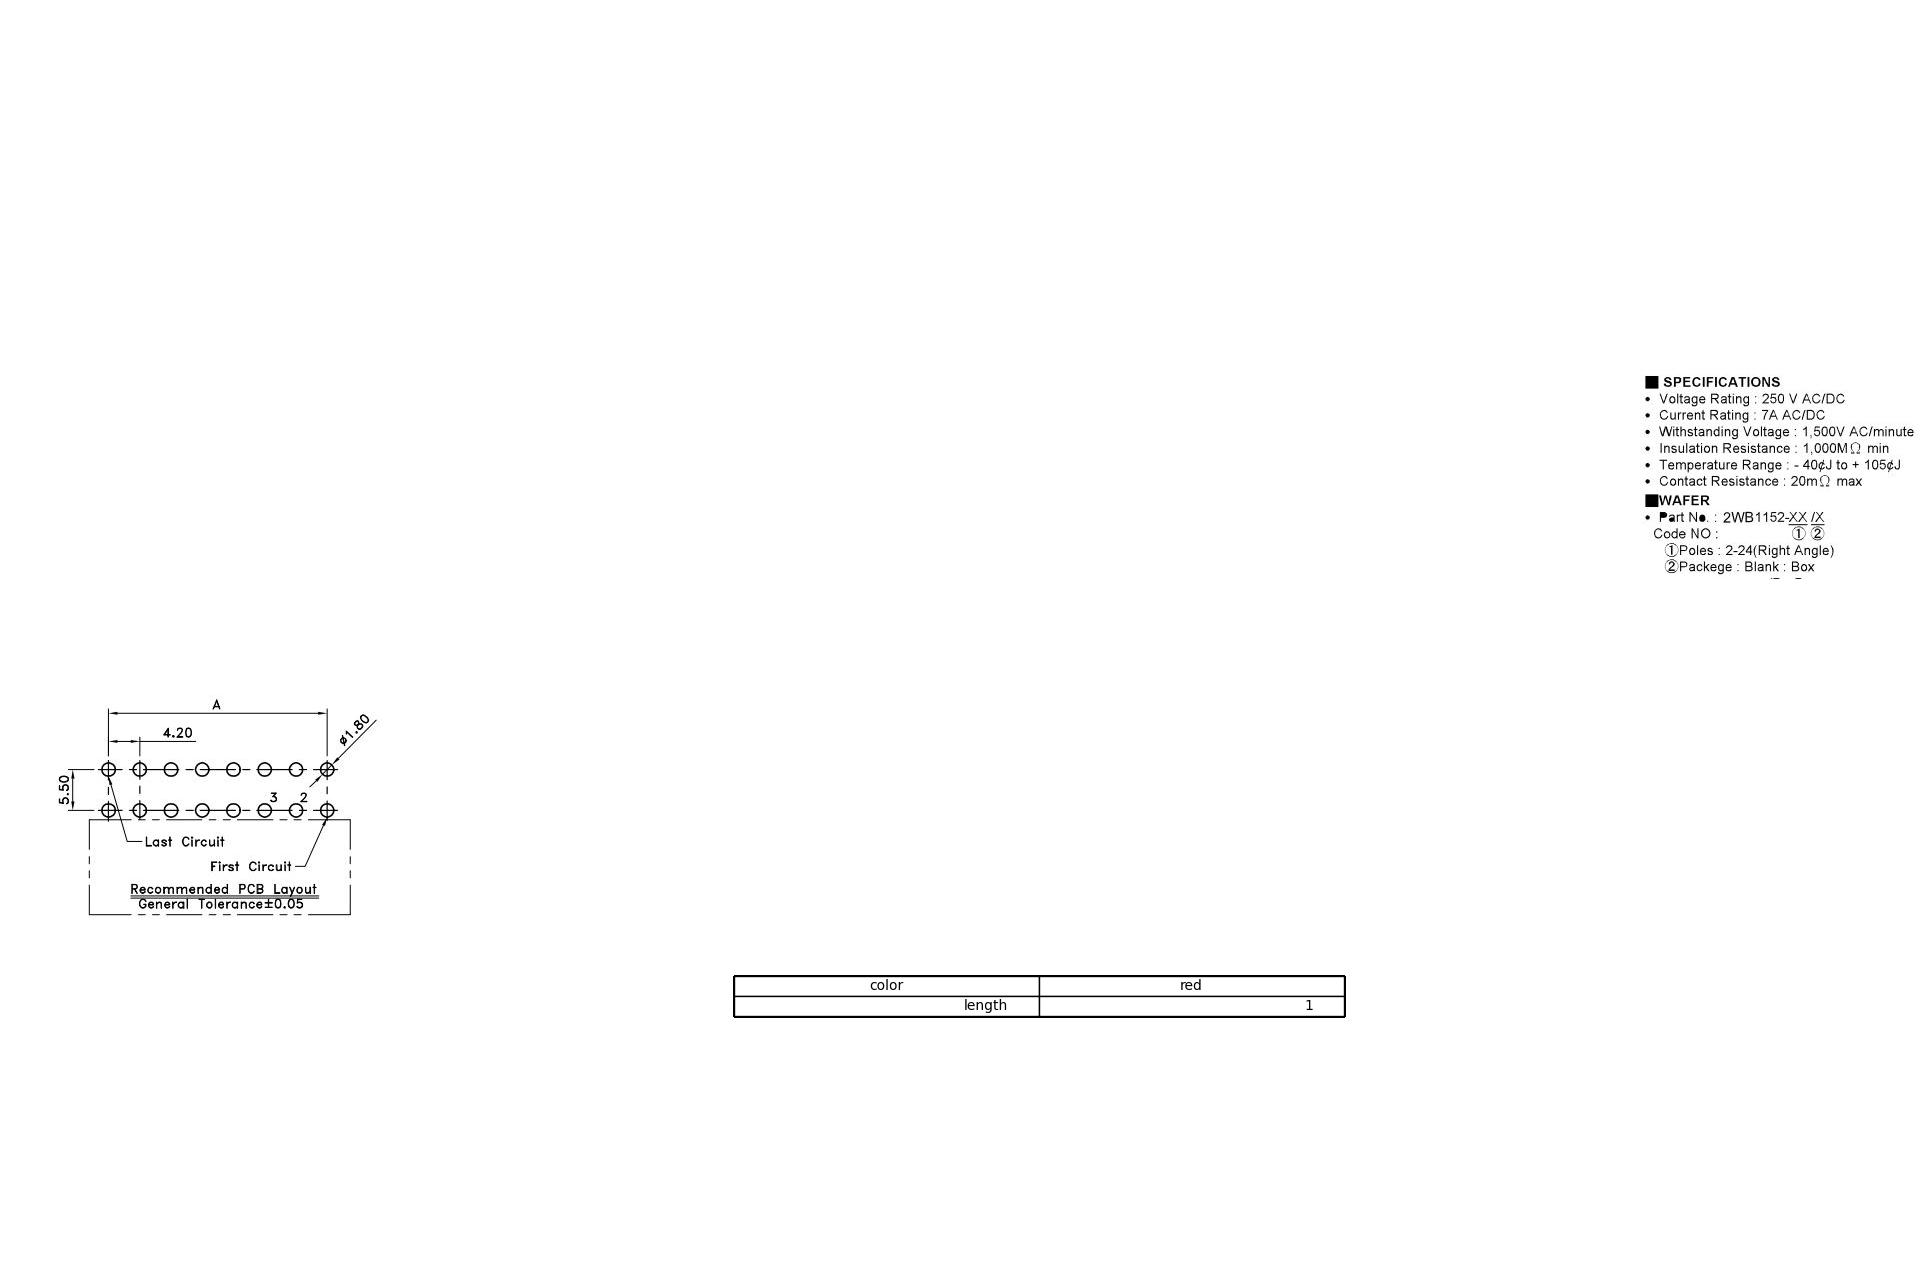 ■ SPECIFICATIONS
• Voltage Rating : 250 V AC/DC
• Current Rating : 7A AC/DC
• Withstanding Voltage : 1,500V AC/minute
• Insulation Resistance : 1,000MΩ min
• Temperature Range : - 40¢J to + 105¢J
• Contact Resistance : 20mΩ max
■WAFER
• Part No. : 2WB1152-XX /X
Code NO : ① ②
①Poles : 2-24(Right Angle)
②Packege : Blank : Box
A
4.20
ø1.80
5.50
3 2
Last Circuit
First Circuit
Recommended PCB Layout
General Tolerance±0.05
color red
length 1